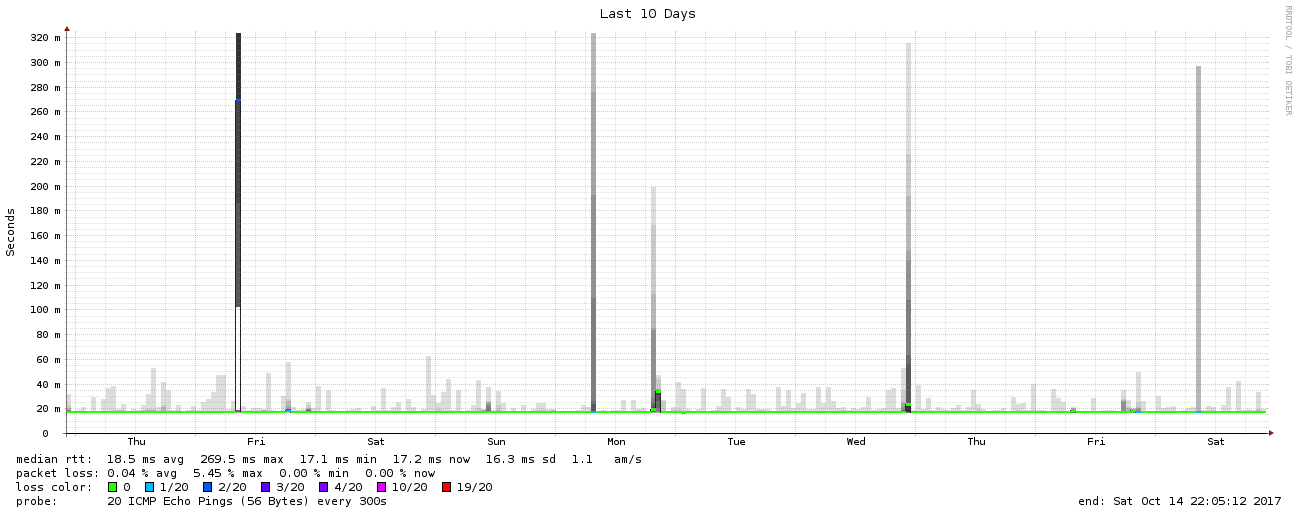 Last 10 Days
RRDTOOL / TOBI OETIKER
Seconds
320 m
300 m
280 m
260 m
240 m
220 m
200 m
180 m
160 m
140 m
120 m
100 m
80 m
60 m
40 m
20 m
0
Thu Fri Sat Sun Mon Tue Wed Thu Fri Sat
median rtt: 18.5 ms avg 269.5 ms max 17.1 ms min 17.2 ms now 16.3 ms sd 1.1 am/s
packet loss: 0.04 % avg 5.45 % max 0.00 % min 0.00 % now
loss color: 0 1/20 2/20 3/20 4/20 10/20 19/20
probe: 20 ICMP Echo Pings (56 Bytes) every 300s end: Sat Oct 14 22:05:12 2017